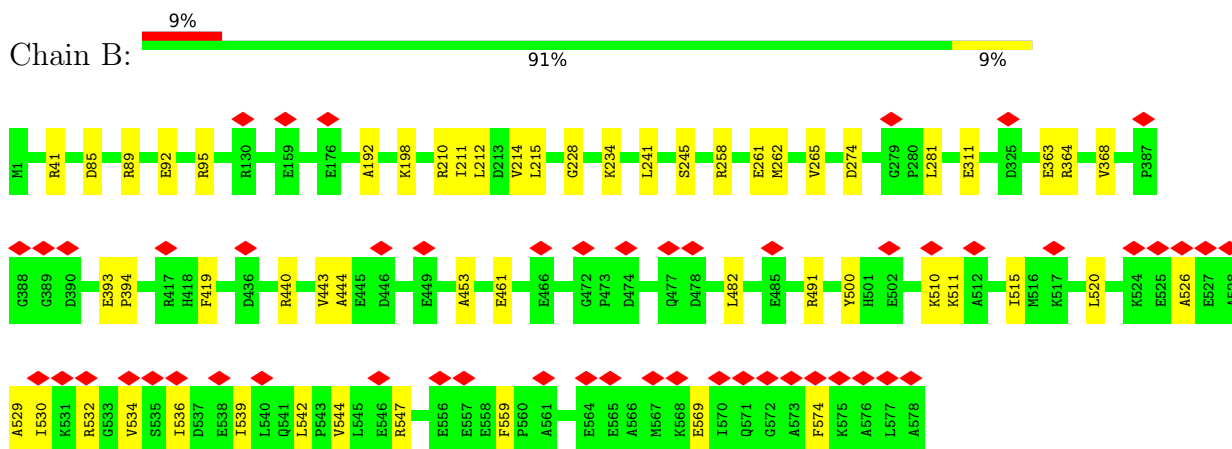 9%
Chain B:
91% 9%
M1 R41 D85 R89 E92 R95 R130 E159 E176 A192 K198 R210 I211 L212 D213 V214 L215 G228 K234 L241 S245 R258 E261 M262 V265 D274 G279 P280 L281 E311 D325 E363 R364 V368 P387
G388 G389 D390 E393 P394 R417 H418 F419 D436 R440 V443 A444 E445 D446 E449 A453 E461 E466 G472 P473 D474 Q477 D478 L482 E485 R491 Y500 H501 E502 K510 K511 A512 I515 M516 K517 L520 K524 E525 A526 E527 A528
A529 I530 K531 R532 G533 V534 S535 I536 D537 E538 I539 L540 Q541 L542 P543 V544 L545 E546 R547 E556 E557 E558 F559 P560 A561 E564 E565 A566 M567 K568 E569 I570 Q571 G572 A573 F574 K575 A576 L577 A578